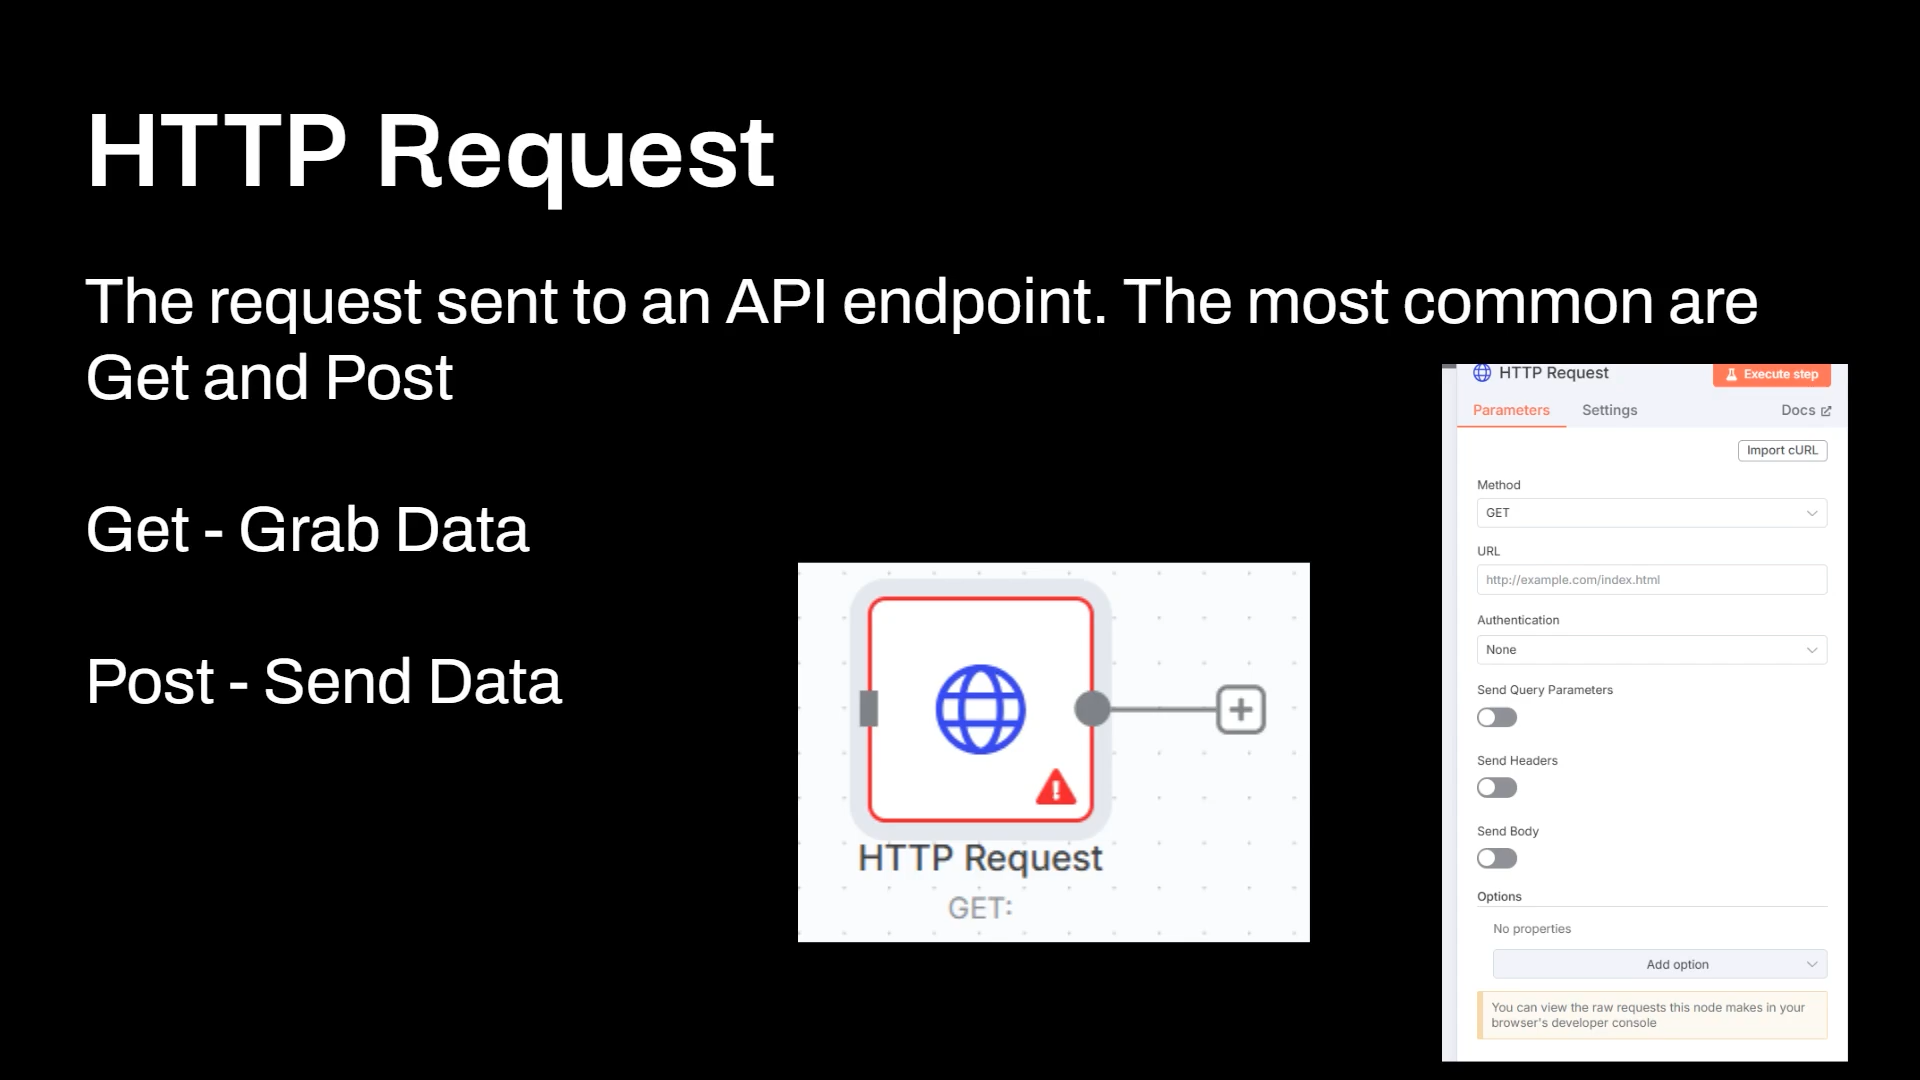 HTTP Request
The request sent to an API endpoint. The most common are
Get and Post
Get - Grab Data
Post - Send Data
HTTP Request
GET:
HTTP Request
Execute step
Parameters
Settings
Docs
Import cURL
Method
GET
URL
http://example.com/index.html
Authentication
None
Send Query Parameters
Send Headers
Send Body
Options
No properties
Add option
You can view the raw requests this node makes in your
browser's developer console